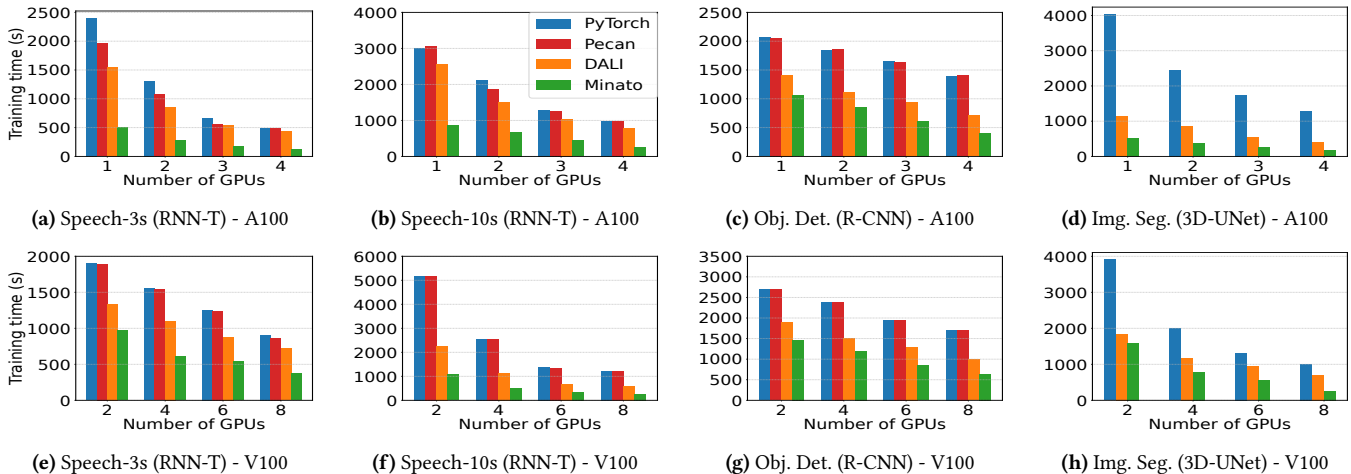 2500
2000
1500
1000
500
0
Training time (s)
1 2 3 4
Number of GPUs
(a) Speech-3s (RNN-T) - A100
4000
3000
2000
1000
0
PyTorch
Pecan
DALI
Minato
1 2 3 4
Number of GPUs
(b) Speech-10s (RNN-T) - A100
2500
2000
1500
1000
500
0
1 2 3 4
Number of GPUs
(c) Obj. Det. (R-CNN) - A100
4000
3000
2000
1000
0
1 2 3 4
Number of GPUs
(d) Img. Seg. (3D-UNet) - A100
2000
1500
1000
500
0
Training time (s)
2 4 6 8
Number of GPUs
(e) Speech-3s (RNN-T) - V100
6000
5000
4000
3000
2000
1000
0
2 4 6 8
Number of GPUs
(f) Speech-10s (RNN-T) - V100
3500
3000
2500
2000
1500
1000
500
0
2 4 6 8
Number of GPUs
(g) Obj. Det. (R-CNN) - V100
4000
3000
2000
1000
0
2 4 6 8
Number of GPUs
(h) Img. Seg. (3D-UNet) - V100